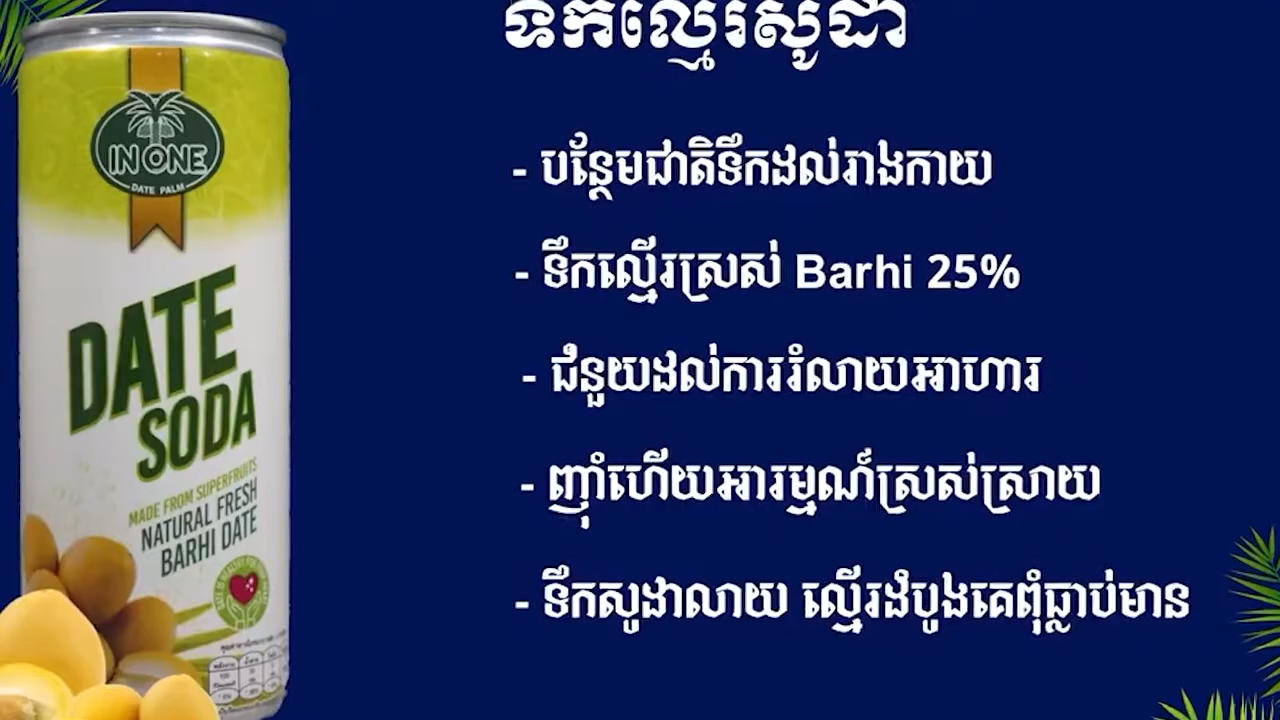 ទឹកល្មើរសូដា
- បន្ថែមជាតិទឹកដល់រាងកាយ
- ទឹកល្មើរស្រស់ Barhi 25%
- ជំនួយដល់ការរំលាយអាហារ
- ញ៉ាំហើយអារម្មណ៍ស្រស់ស្រាយ
- ទឹកសូដាលាយ ល្មើរដំបូងគេពុំធ្លាប់មាន
IN ONE
DATE PALM
DATE
SODA
MADE FROM SUPERFRUITS
NATURAL FRESH
BARHI DATE